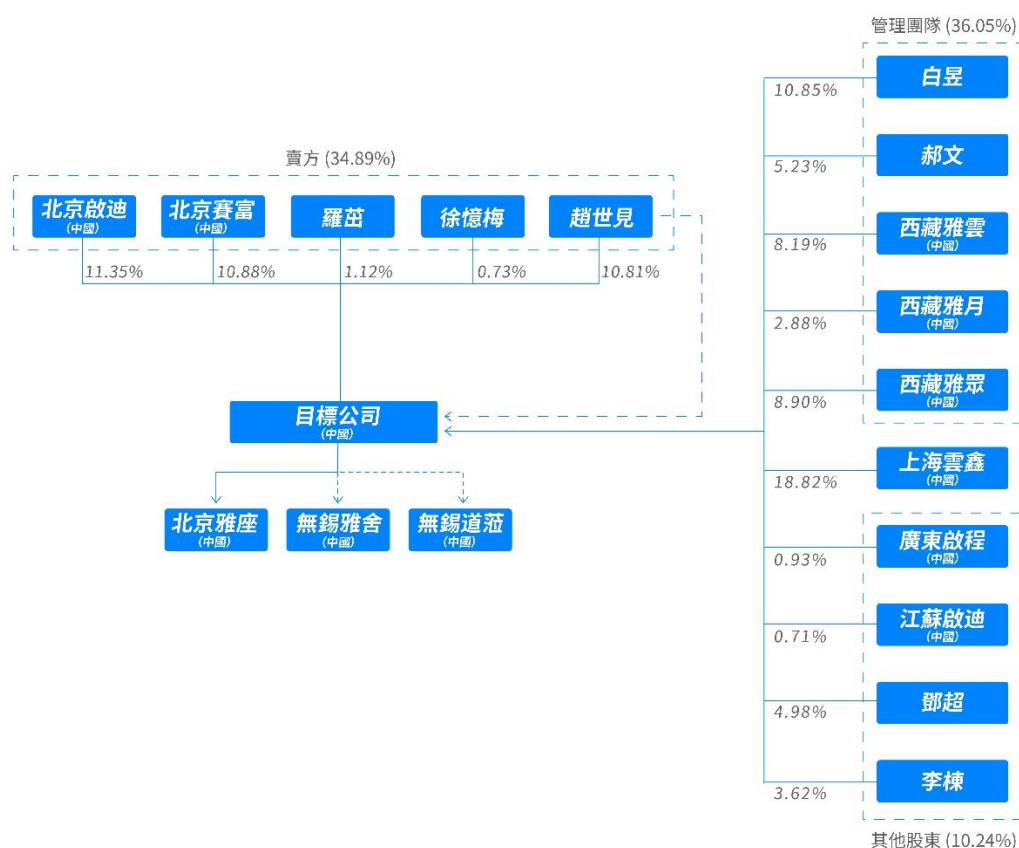 管理團隊 (36.05%)
白昱
10.85%
郝文
5.23%
賣方 (34.89%)
北京啟迪
(中國)
北京賽富
(中國)
羅茁
徐憶梅
趙世見
西藏雅雲
(中國)
8.19%
11.35%
10.88%
1.12%
0.73%
10.81%
西藏雅月
(中國)
2.88%
西藏雅眾
(中國)
8.90%
目標公司
(中國)
上海雲鑫
(中國)
18.82%
北京雅座
(中國)
無錫雅舍
(中國)
無錫道蒞
(中國)
廣東啟程
(中國)
0.93%
江蘇啟迪
(中國)
0.71%
鄧超
4.98%
李棟
3.62%
其他股東 (10.24%)